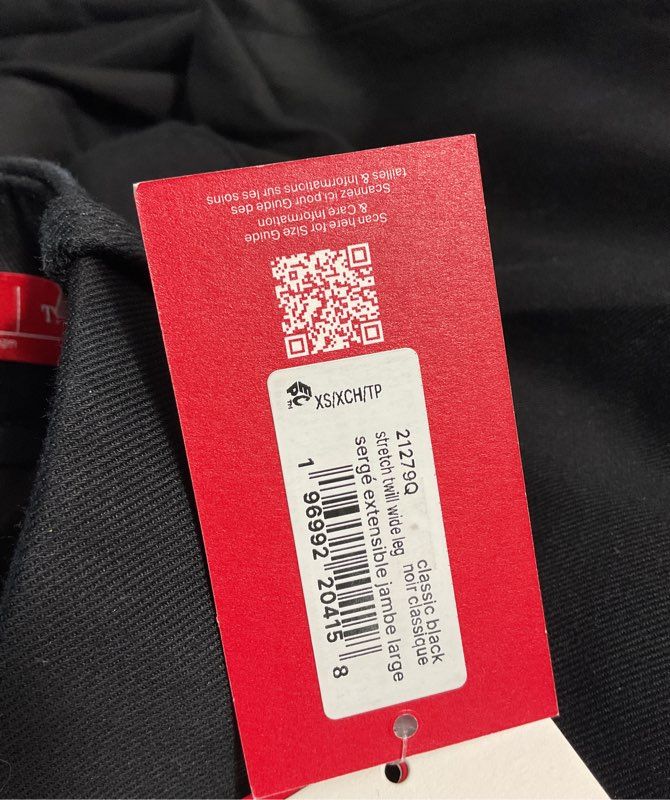 Scan here for Size Guide
& Care Information
Scannez ici pour Guide des
tailles & Informations sur les soins
XS/XCH/TP
21279Q
classic black
stretch twill wide leg
noir classique
sergé extensible jambe large
1 96992 20415 8